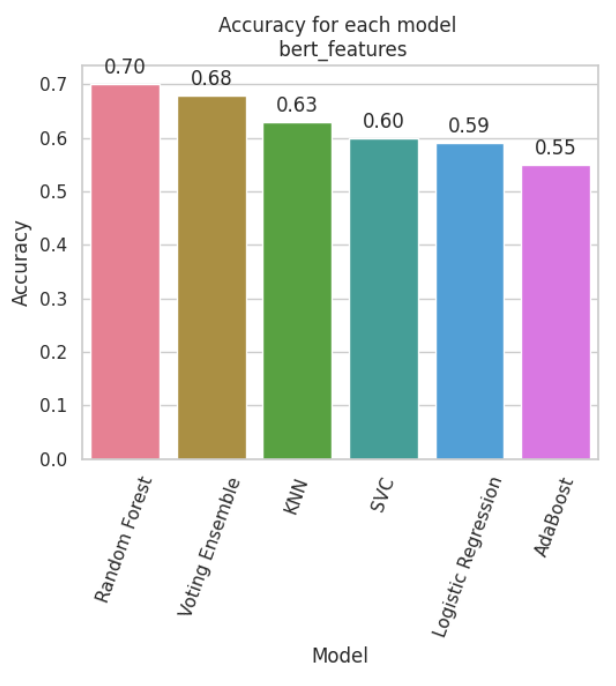 Accuracy for each model
bert_features
0.70
0.68
0.63
0.60
0.59
0.55
0.7
0.6
0.5
0.4
0.3
0.2
0.1
0.0
Accuracy
Random Forest
Voting Ensemble
KNN
SVC
Logistic Regression
AdaBoost
Model